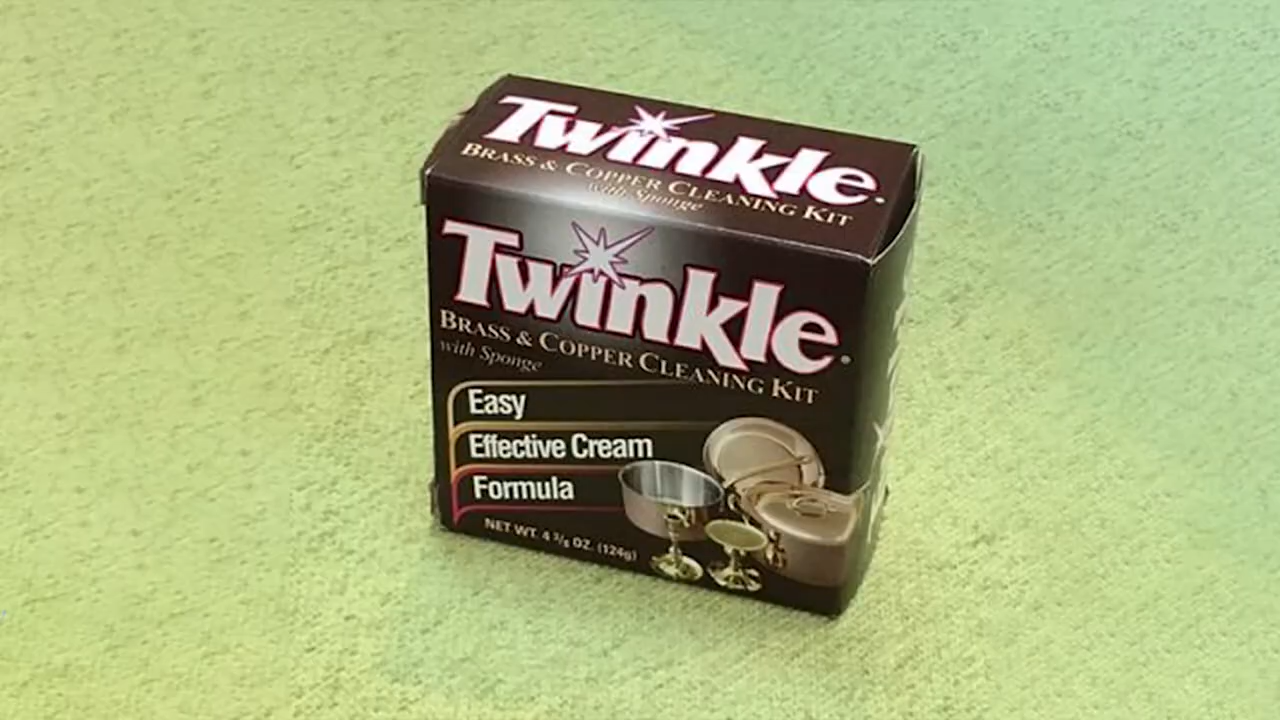 Twinkle®
BRASS & COPPER CLEANING KIT
with Sponge
Twinkle®
BRASS & COPPER CLEANING KIT
with Sponge
Easy
Effective Cream
Formula
NET WT. 4 3/8 OZ. (124g)